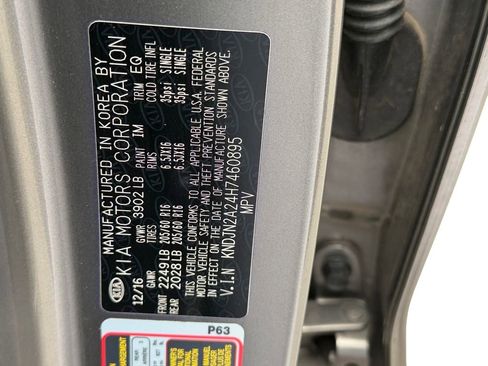 KIA
MANUFACTURED IN KOREA BY
KIA MOTORS CORPORATION
12/16 GVWR 3902LB PAINT IM TRIM EQ
GAWR TIRES RIMS COLD TIRE INFL
FRONT 2249LB 205/60 R16 6.5JX16 35psi SINGLE
REAR 2028LB 205/60 R16 6.5JX16 35psi SINGLE
THIS VEHICLE CONFORMS TO ALL APPLICABLE U.S.A. FEDERAL
MOTOR VEHICLE SAFETY AND THEFT PREVENTION STANDARDS
IN EFFECT ON THE DATE OF MANUFACTURE SHOWN ABOVE.
V.I.N KNDJN2A24H7460895
MPV
P63